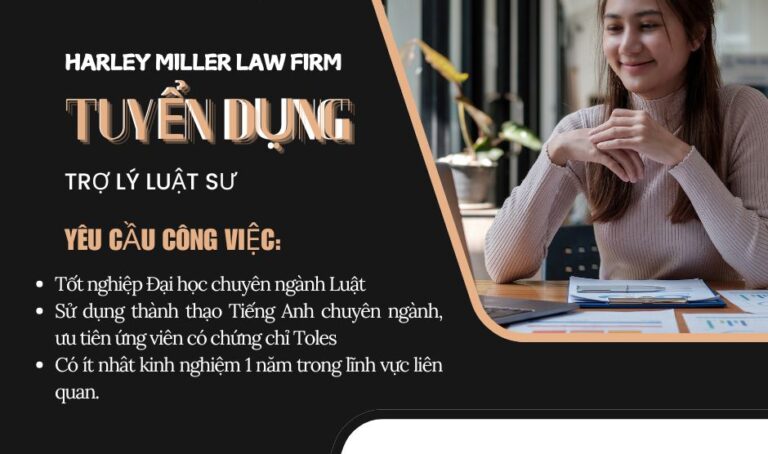 HARLEY MILLER LAW FIRM
TUYỂN DỤNG
TRỢ LÝ LUẬT SƯ
YÊU CẦU CÔNG VIỆC:
• Tốt nghiệp Đại học chuyên ngành Luật
• Sử dụng thành thạo Tiếng Anh chuyên ngành,
ưu tiên ứng viên có chứng chỉ Toles
• Có ít nhât kinh nghiệm 1 năm trong lĩnh vực liên
quan.